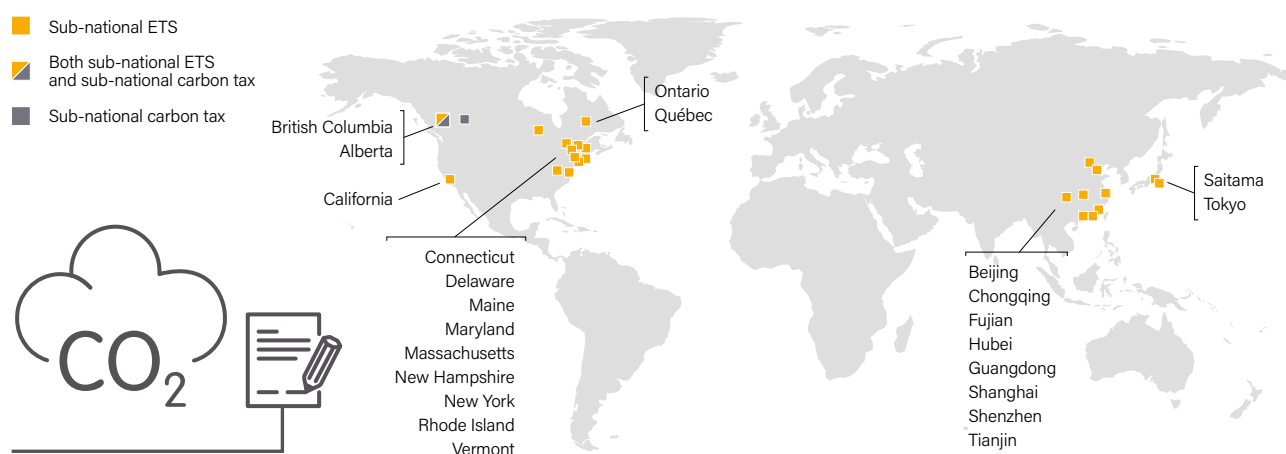 Sub-national ETS
Both sub-national ETS
and sub-national carbon tax
Sub-national carbon tax
British Columbia
Alberta
California
Ontario
Québec
Connecticut
Delaware
Maine
Maryland
Massachusetts
New Hampshire
New York
Rhode Island
Vermont
Saitama
Tokyo
Beijing
Chongqing
Fujian
Hubei
Guangdong
Shanghai
Shenzhen
Tianjin
CO2